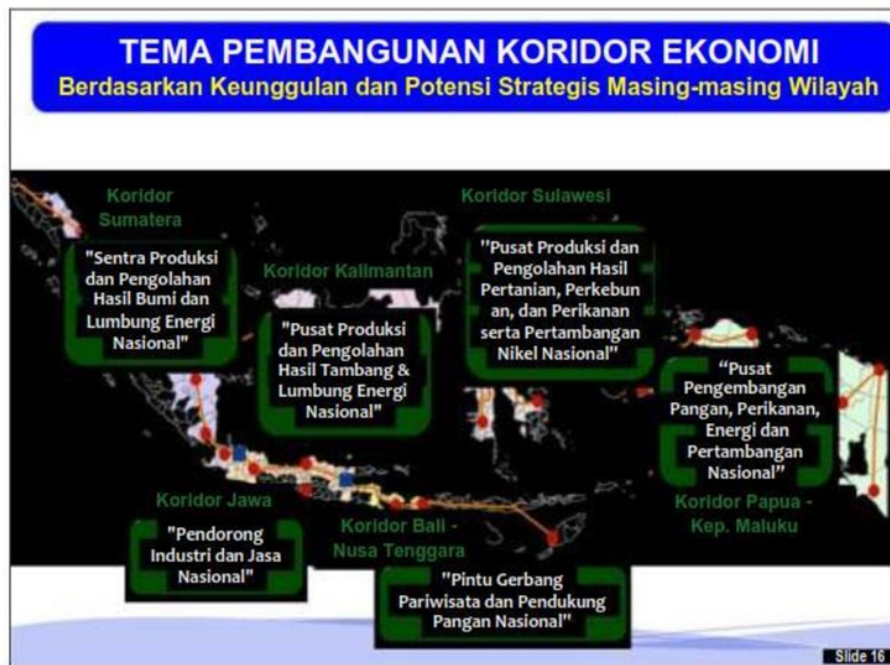 TEMA PEMBANGUNAN KORIDOR EKONOMI
Berdasarkan Keunggulan dan Potensi Strategis Masing-masing Wilayah
Koridor
Sumatera
"Sentra Produksi
dan Pengolahan
Hasil Bumi dan
Lumbung Energi
Nasional"
Koridor Kalimantan
"Pusat Produksi
dan Pengolahan
Hasil Tambang &
Lumbung Energi
Nasional"
Koridor Sulawesi
"Pusat Produksi dan
Pengolahan Hasil
Pertanian, Perkebun
an, dan Perikanan
serta Pertambangan
Nikel Nasional"
“Pusat
Pengembangan
Pangan, Perikanan,
Energi dan
Pertambangan
Nasional”
Koridor Papua -
Kep. Maluku
Koridor Jawa
"Pendorong
Industri dan Jasa
Nasional"
Koridor Bali -
Nusa Tenggara
"Pintu Gerbang
Pariwisata dan Pendukung
Pangan Nasional"
Slide 16